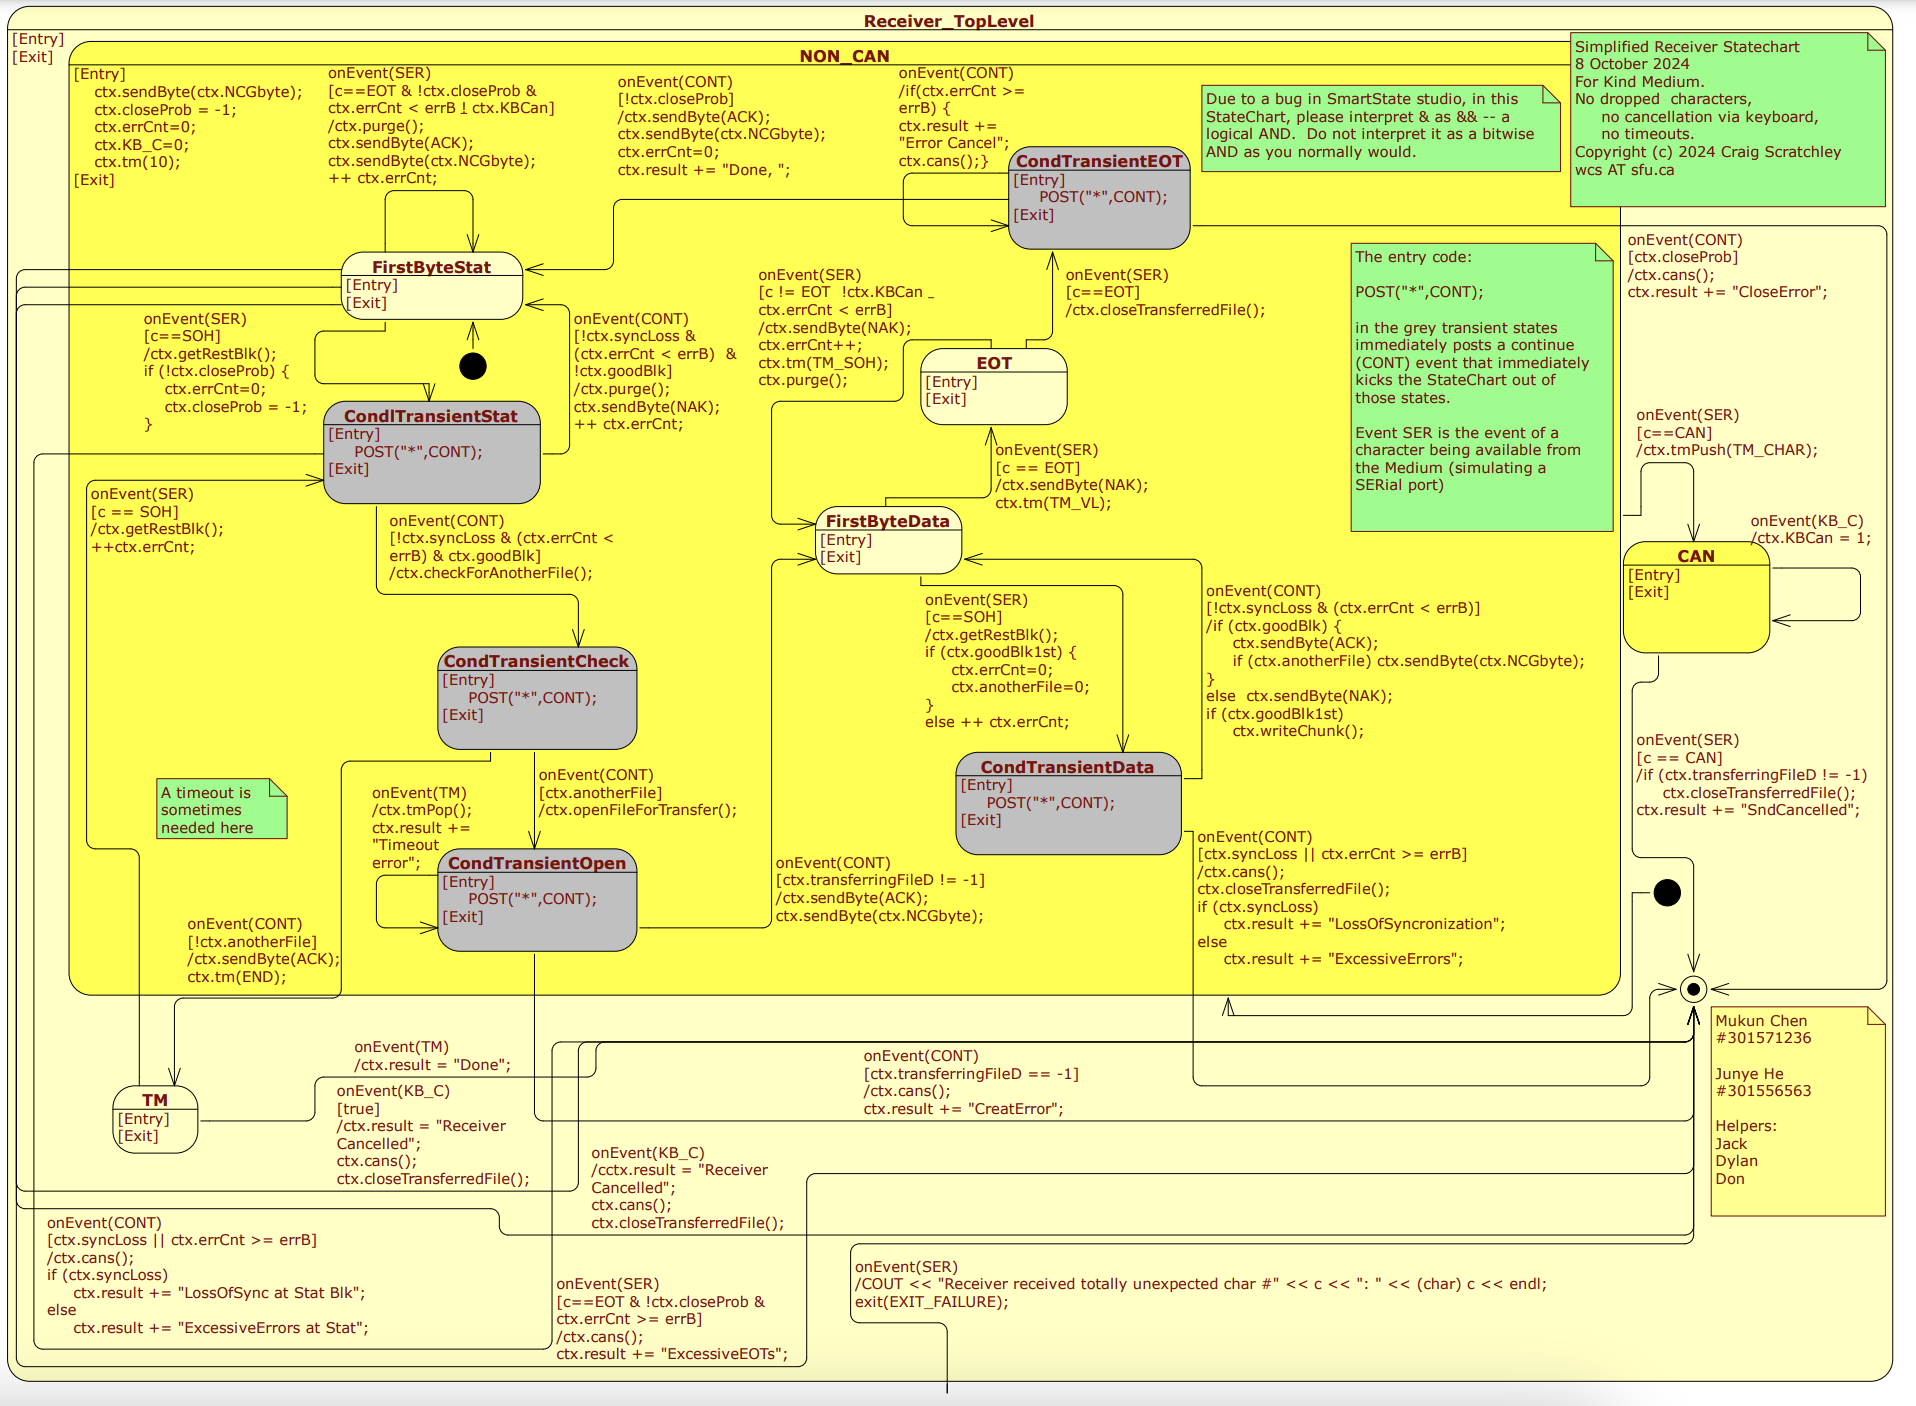 Receiver_TopLevel
[Entry]
[Exit]
NON_CAN
[Entry]
ctx.sendByte(ctx.NCGbyte);
ctx.closeProb = -1;
ctx.errCnt=0;
ctx.KB_C=0;
ctx.tm(10);
[Exit]
onEvent(SER)
[c==EOT & !ctx.closeProb &
ctx.errCnt < errB ! ctx.KBCan]
/ctx.purge();
ctx.sendByte(ACK);
ctx.sendByte(ctx.NCGbyte);
++ ctx.errCnt;
onEvent(CONT)
[!ctx.closeProb]
/ctx.sendByte(ACK);
ctx.sendByte(ctx.NCGbyte);
ctx.errCnt=0;
ctx.result += "Done, ";
onEvent(CONT)
/if(ctx.errCnt >=
errB) {
ctx.result +=
"Error Cancel";
ctx.cans();}
CondTransientEOT
[Entry]
POST("*",CONT);
[Exit]
Due to a bug in SmartState studio, in this
StateChart, please interpret & as && -- a
logical AND.  Do not interpret it as a bitwise
AND as you normally would.
Simplified Receiver Statechart
8 October 2024
For Kind Medium.
No dropped  characters,
no cancellation via keyboard,
no timeouts.
Copyright (c) 2024 Craig Scratchley
wcs AT sfu.ca
onEvent(CONT)
[ctx.closeProb]
/ctx.cans();
ctx.result += "CloseError";
FirstByteStat
[Entry]
[Exit]
onEvent(SER)
[c==SOH]
/ctx.getRestBlk();
if (!ctx.closeProb) {
ctx.errCnt=0;
ctx.closeProb = -1;
}
onEvent(CONT)
[!ctx.syncLoss &
(ctx.errCnt < errB)  &
!ctx.goodBlk]
/ctx.purge();
ctx.sendByte(NAK);
++ ctx.errCnt;
onEvent(SER)
[c != EOT  !ctx.KBCan _
ctx.errCnt < errB]
/ctx.sendByte(NAK);
ctx.errCnt++;
ctx.tm(TM_SOH);
ctx.purge();
onEvent(SER)
[c==EOT]
/ctx.closeTransferredFile();
EOT
[Entry]
[Exit]
The entry code:
POST("*",CONT);
in the grey transient states
immediately posts a continue
(CONT) event that immediately
kicks the StateChart out of
those states.
Event SER is the event of a
character being available from
the Medium (simulating a
SERial port)
CondlTransientStat
[Entry]
POST("*",CONT);
[Exit]
onEvent(SER)
[c == SOH]
/ctx.getRestBlk();
++ctx.errCnt;
onEvent(CONT)
[!ctx.syncLoss & (ctx.errCnt <
errB) & ctx.goodBlk]
/ctx.checkForAnotherFile();
onEvent(SER)
[c == EOT]
/ctx.sendByte(NAK);
ctx.tm(TM_VL);
FirstByteData
[Entry]
[Exit]
onEvent(SER)
[c==CAN]
/ctx.tmPush(TM_CHAR);
onEvent(KB_C)
/ctx.KBCan = 1;
CAN
[Entry]
[Exit]
onEvent(SER)
[c==SOH]
/ctx.getRestBlk();
if (ctx.goodBlk1st) {
ctx.errCnt=0;
ctx.anotherFile=0;
}
else ++ ctx.errCnt;
onEvent(CONT)
[!ctx.syncLoss & (ctx.errCnt < errB)]
/if (ctx.goodBlk) {
ctx.sendByte(ACK);
if (ctx.anotherFile) ctx.sendByte(ctx.NCGbyte);
}
else  ctx.sendByte(NAK);
if (ctx.goodBlk1st)
ctx.writeChunk();
CondTransientCheck
[Entry]
POST("*",CONT);
[Exit]
CondTransientData
[Entry]
POST("*",CONT);
[Exit]
onEvent(SER)
[c == CAN]
/if (ctx.transferringFileD != -1)
ctx.closeTransferredFile();
ctx.result += "SndCancelled";
A timeout is
sometimes
needed here
onEvent(TM)
/ctx.tmPop();
ctx.result +=
"Timeout
error";
onEvent(CONT)
[ctx.anotherFile]
/ctx.openFileForTransfer();
CondTransientOpen
[Entry]
POST("*",CONT);
[Exit]
onEvent(CONT)
[ctx.transferringFileD != -1]
/ctx.sendByte(ACK);
ctx.sendByte(ctx.NCGbyte);
onEvent(CONT)
[ctx.syncLoss || ctx.errCnt >= errB]
/ctx.cans();
ctx.closeTransferredFile();
if (ctx.syncLoss)
ctx.result += "LossOfSyncronization";
else
ctx.result += "ExcessiveErrors";
onEvent(CONT)
[!ctx.anotherFile]
/ctx.sendByte(ACK);
ctx.tm(END);
onEvent(TM)
/ctx.result = "Done";
TM
[Entry]
[Exit]
onEvent(KB_C)
[true]
/ctx.result = "Receiver
Cancelled";
ctx.cans();
ctx.closeTransferredFile();
onEvent(CONT)
[ctx.transferringFileD == -1]
/ctx.cans();
ctx.result += "CreatError";
Mukun Chen
#301571236
Junye He
#301556563
Helpers:
Jack
Dylan
Don
onEvent(KB_C)
/cctx.result = "Receiver
Cancelled";
ctx.cans();
ctx.closeTransferredFile();
onEvent(CONT)
[ctx.syncLoss || ctx.errCnt >= errB]
/ctx.cans();
if (ctx.syncLoss)
ctx.result += "LossOfSync at Stat Blk";
else
ctx.result += "ExcessiveErrors at Stat";
onEvent(SER)
[c==EOT & !ctx.closeProb &
ctx.errCnt >= errB]
/ctx.cans();
ctx.result += "ExcessiveEOTs";
onEvent(SER)
/COUT << "Receiver received totally unexpected char #" << c << ": " << (char) c << endl;
exit(EXIT_FAILURE);